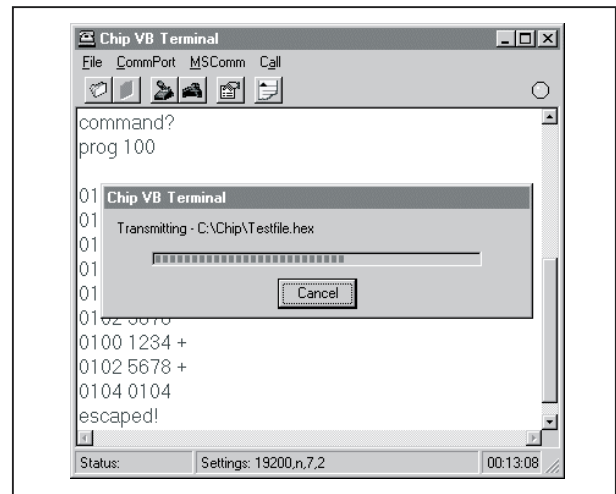 Chip VB Terminal
File CommPort MSComm Call
command?
prog 100
01
Chip VB Terminal
01
Transmitting - C:\Chip\Testfile.hex
01
01
01
Cancel
0102 5678
0100 1234 +
0102 5678 +
0104 0104
escaped!
Status: Settings: 19200,n,7,2 00:13:08